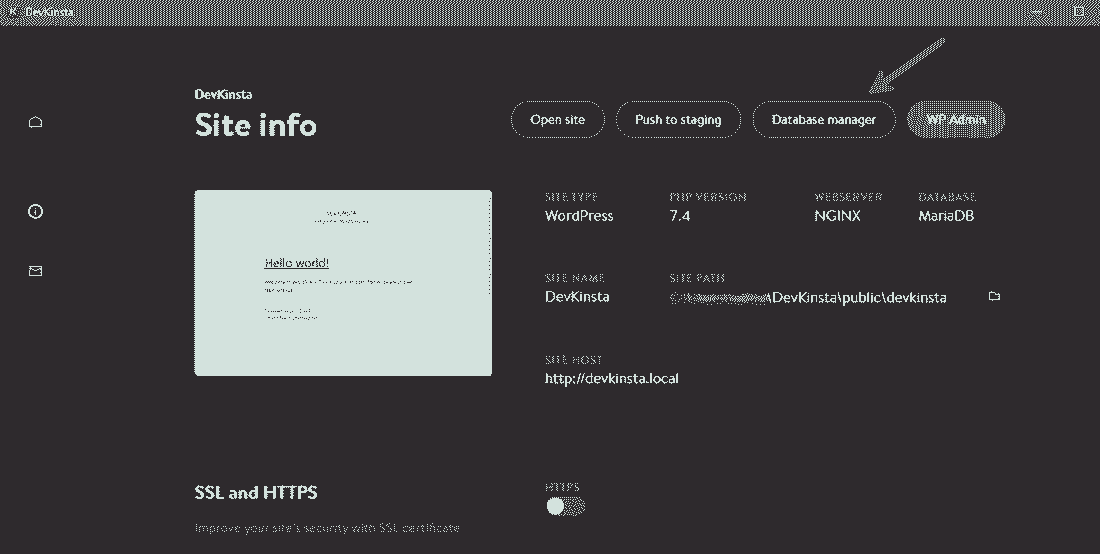 DevKinsta
DevKinsta
Site info
Open site
Push to staging
Database manager
WP Admin
SITE TYPE
WordPress
PHP VERSION
7.4
WEBSERVER
NGINX
DATABASE
MariaDB
Hello world!
SITE NAME
DevKinsta
SITE PATH
\DevKinsta\public\devkinsta
SITE HOST
http://devkinsta.local
SSL and HTTPS
HTTPS
Improve your site's security with SSL certificate